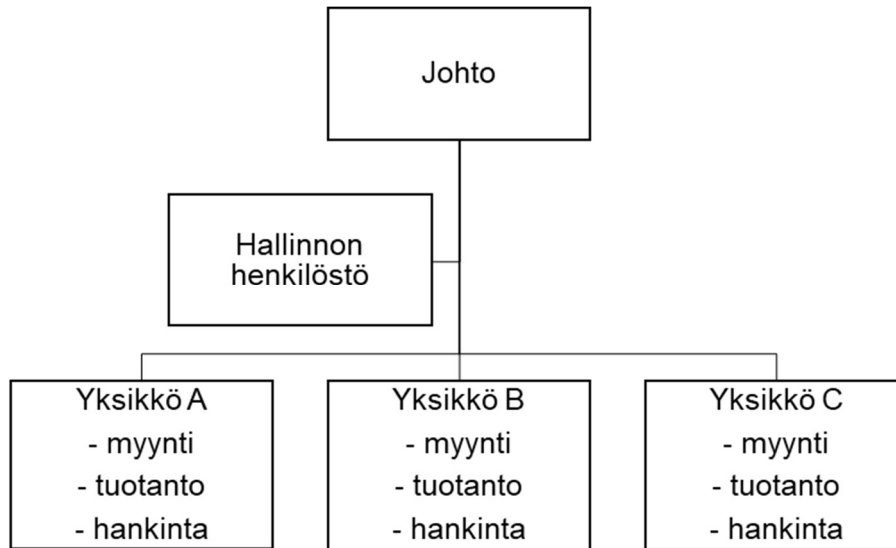 Johto
Hallinnon
henkilöstö
Yksikkö A
- myynti
- tuotanto
- hankinta
Yksikkö B
- myynti
- tuotanto
- hankinta
Yksikkö C
- myynti
- tuotanto
- hankinta